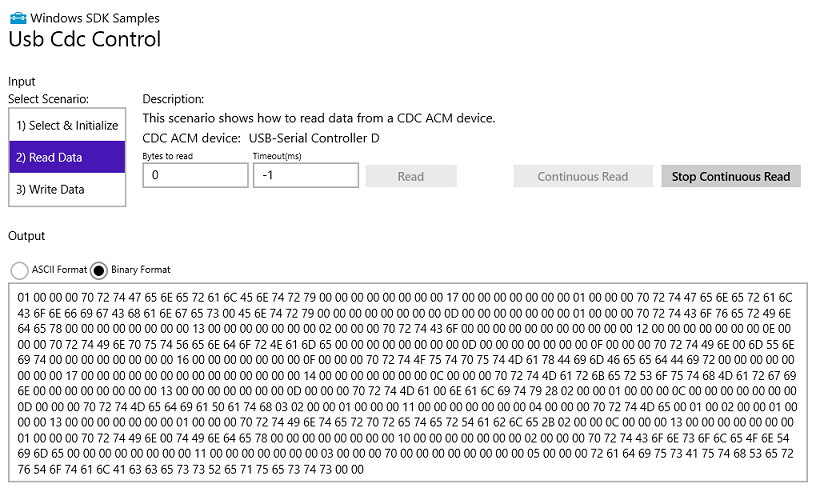 Windows SDK Samples
Usb Cdc Control
Input
Select Scenario:
1) Select & Initialize
2) Read Data
3) Write Data
Description:
This scenario shows how to read data from a CDC ACM device.
CDC ACM device: USB-Serial Controller D
Bytes to read Timeout(ms)
0 -1 Read Continuous Read Stop Continuous Read
Output
ASCII Format Binary Format
01 00 00 00 70 72 74 47 65 6E 65 72 61 6C 45 6E 74 72 79 00 00 00 00 00 00 00 00 17 00 00 00 00 00 00 00 01 00 00 00 70 72 74 47 65 6E 65 72 61 6C
43 6F 6E 66 69 67 43 68 61 6E 67 65 73 00 45 6E 74 72 79 00 00 00 00 00 00 00 00 0D 00 00 00 00 00 00 00 01 00 00 00 70 72 74 43 6F 76 65 72 49 6E
64 65 78 00 00 00 00 00 00 00 00 13 00 00 00 00 00 00 00 02 00 00 00 70 72 74 43 6F 00 00 00 00 00 00 00 00 00 00 00 12 00 00 00 00 00 00 00 0E 00
00 00 70 72 74 49 6E 70 75 74 56 65 6E 64 6F 72 4E 61 6D 65 00 00 00 00 00 00 00 00 0D 00 00 00 00 00 00 00 0F 00 00 00 70 72 74 49 6E 00 6D 55 6E
69 74 00 00 00 00 00 00 00 00 16 00 00 00 00 00 00 00 0F 00 00 00 70 72 74 4F 75 74 70 75 74 4D 61 78 44 69 6D 46 65 65 64 44 69 72 00 00 00 00 00
00 00 00 17 00 00 00 00 00 00 00 00 00 00 00 00 00 00 00 14 00 00 00 00 00 00 00 0C 00 00 00 70 72 74 4D 61 72 6B 65 72 53 6F 75 74 68 4D 61 72 67 69
6E 00 00 00 00 00 00 00 00 13 00 00 00 00 00 00 00 0D 00 00 00 70 72 74 4D 61 00 6E 61 6C 69 74 79 28 02 00 00 01 00 00 00 0C 00 00 00 00 00 00 00
0D 00 00 00 70 72 74 4D 65 64 69 61 50 61 74 68 03 02 00 00 01 00 00 00 11 00 00 00 00 00 00 00 04 00 00 00 70 72 74 4D 65 00 01 00 02 00 00 01 00
00 00 13 00 00 00 00 00 00 00 01 00 00 00 70 72 74 49 6E 74 65 72 70 72 65 74 65 72 54 61 62 6C 65 2B 02 00 00 0C 00 00 00 13 00 00 00 00 00 00 00
01 00 00 00 70 72 74 49 6E 00 74 49 6E 64 65 78 00 00 00 00 00 00 00 00 10 00 00 00 00 00 00 00 02 00 00 00 70 72 74 43 6F 6E 73 6F 6C 65 4F 6E 54
69 6D 65 00 00 00 00 00 00 00 00 11 00 00 00 00 00 00 00 03 00 00 00 70 00 00 00 00 00 00 00 00 00 00 00 05 00 00 00 72 61 64 69 75 73 41 75 74 68 53 65 72
76 54 6F 74 61 6C 41 63 63 65 73 73 52 65 71 75 65 73 74 73 00 00